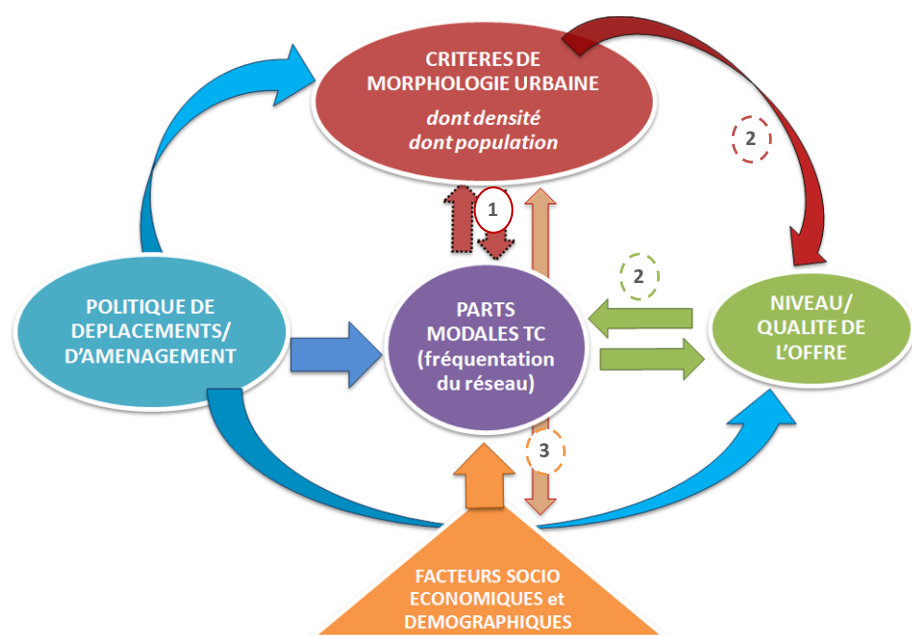 CRITERES DE
MORPHOLOGIE URBAINE
dont densité
dont population
2
1
2
POLITIQUE DE
DEPLACEMENTS/
D'AMENAGEMENT
PARTS
MODALES TC
(fréquentation
du réseau)
NIVEAU/
QUALITE DE
L'OFFRE
3
FACTEURS SOCIO
ECONOMIQUES et
DEMOGRAPHIQUES